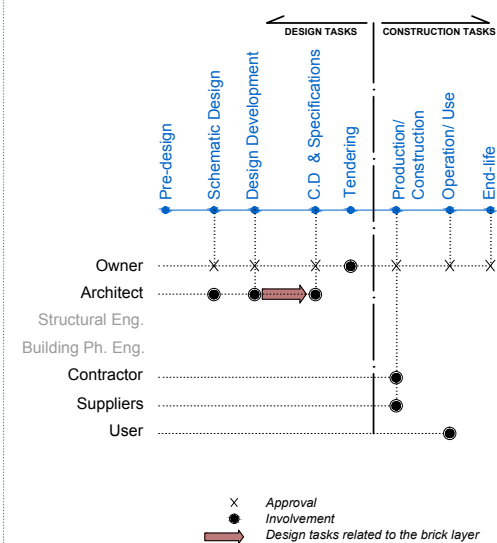 DESIGN TASKS
CONSTRUCTION TASKS
Pre-design
Schematic Design
Design Development
C.D & Specifications
Tendering
Production/
Construction
Operation/ Use
End-life
Owner
Architect
Structural Eng.
Building Ph. Eng.
Contractor
Suppliers
User
Approval
Involvement
Design tasks related to the brick layer